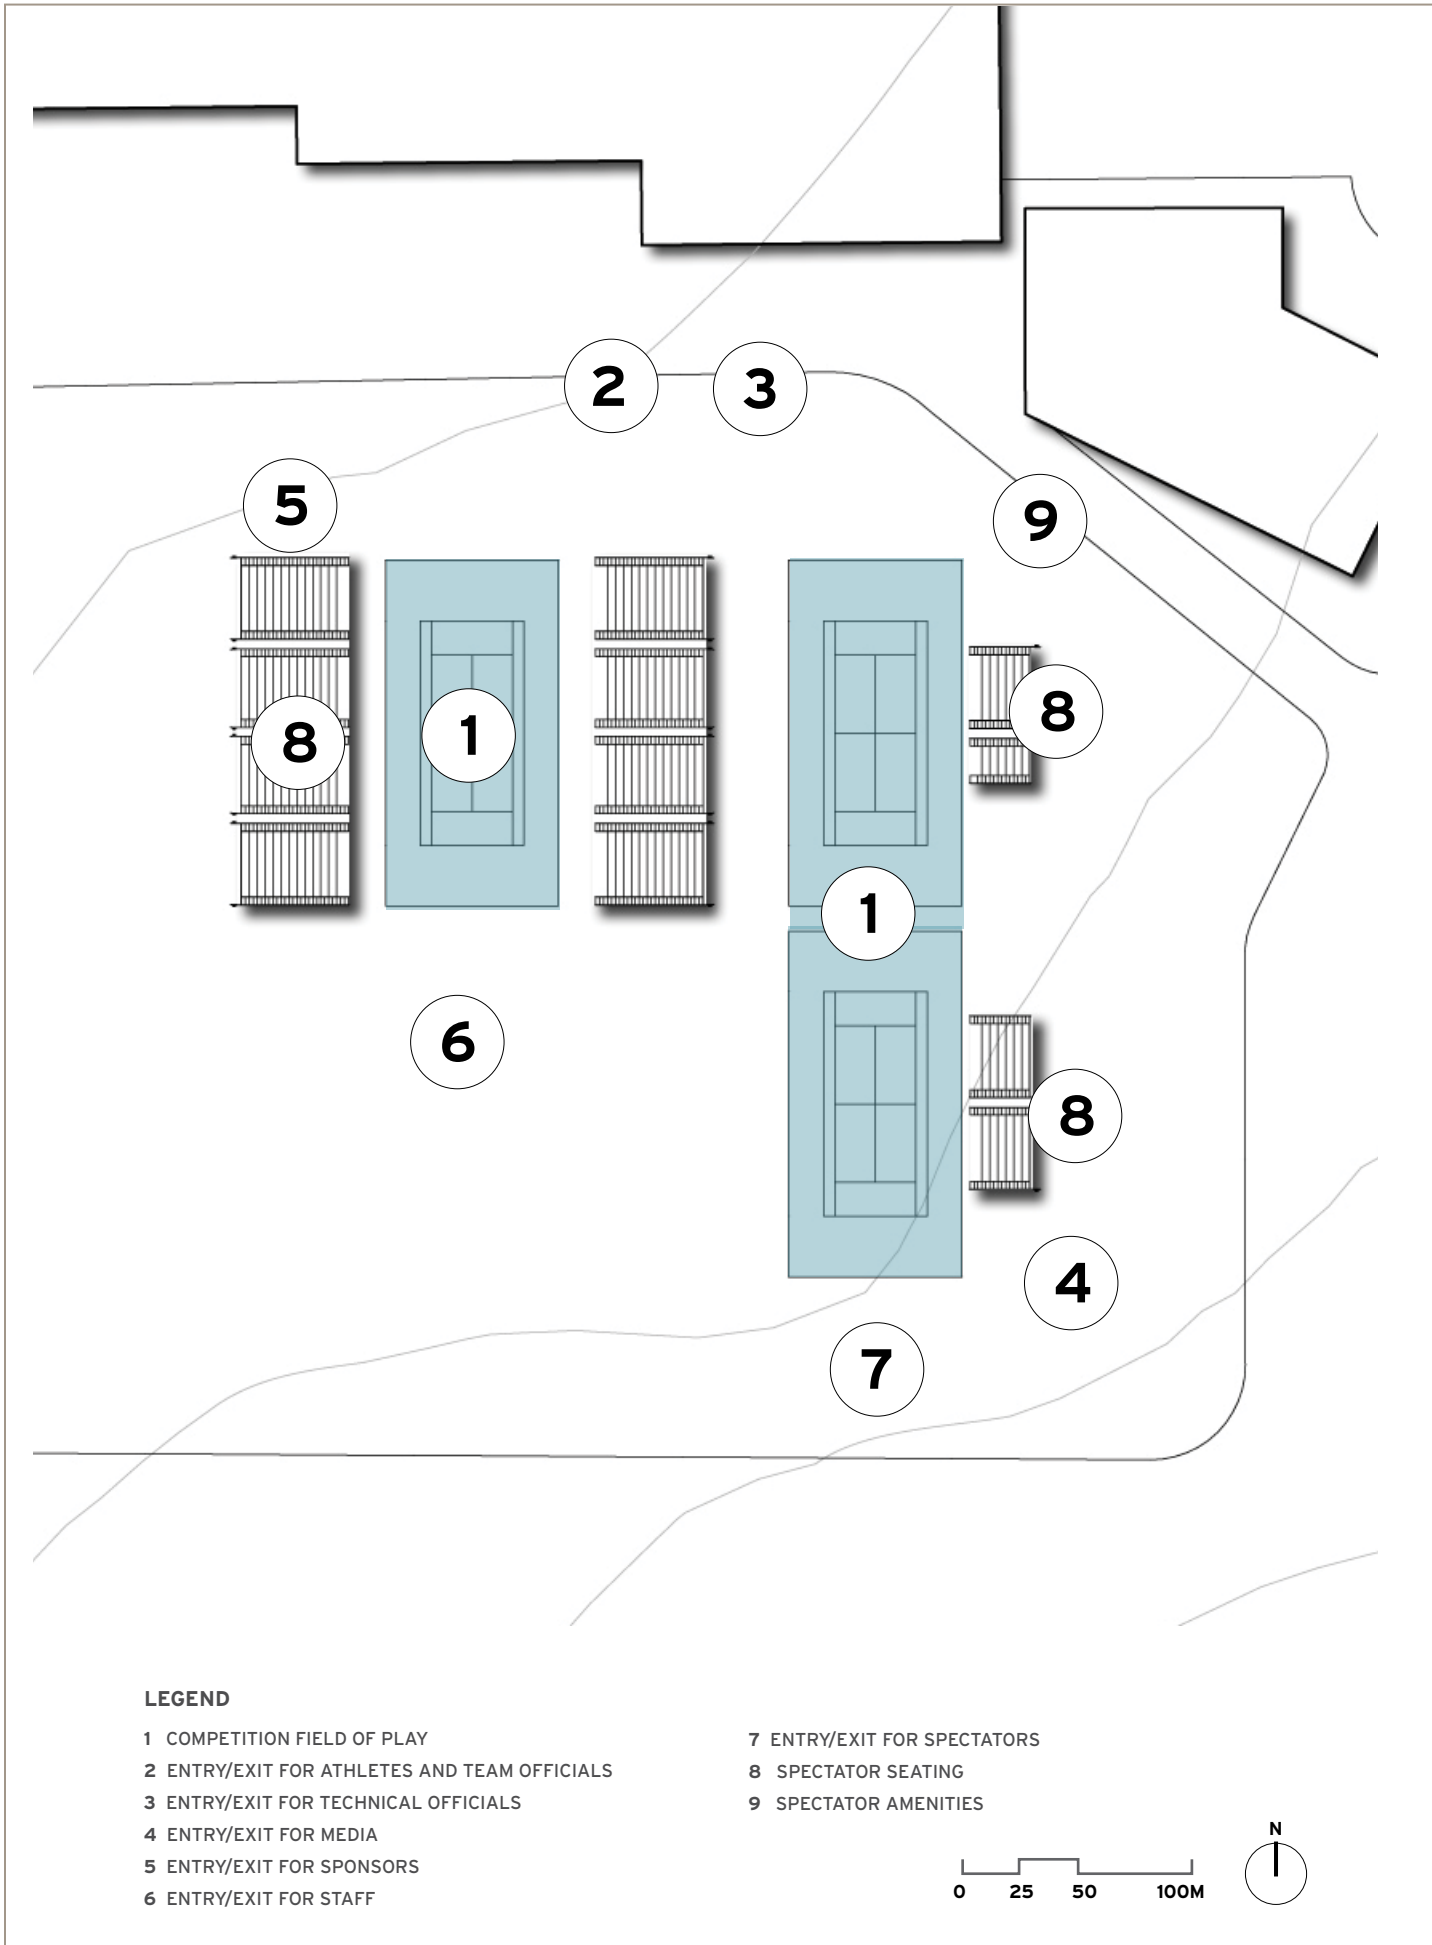 2
3
5
9
8
1
8
1
6
8
4
7
LEGEND
1 COMPETITION FIELD OF PLAY
2 ENTRY/EXIT FOR ATHLETES AND TEAM OFFICIALS
3 ENTRY/EXIT FOR TECHNICAL OFFICIALS
4 ENTRY/EXIT FOR MEDIA
5 ENTRY/EXIT FOR SPONSORS
6 ENTRY/EXIT FOR STAFF
7 ENTRY/EXIT FOR SPECTATORS
8 SPECTATOR SEATING
9 SPECTATOR AMENITIES
N
0 25 50 100M